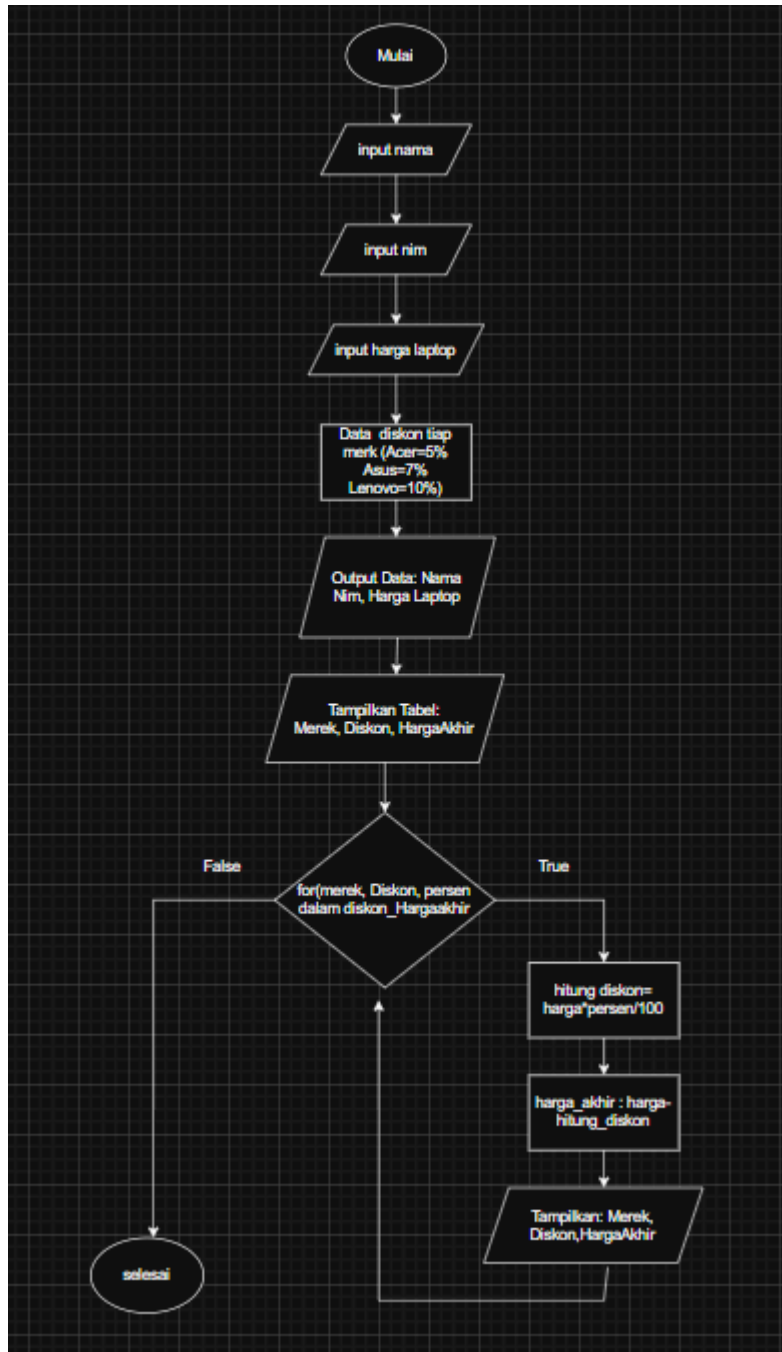 Mulai
input nama
input nim
input harga laptop
Data diskon tiap
merk (Acer=5%
Asus=7%
Lenovo=10%)
Output Data: Nama
Nim, Harga Laptop
Tampilkan Tabel:
Merek, Diskon, HargaAkhir
False
True
for(merek, Diskon, persen
dalam diskon_Hargaakhir
hitung diskon=
harga*persen/100
harga_akhir : harga-
hitung_diskon
Tampilkan: Merek,
Diskon,HargaAkhir
selesai